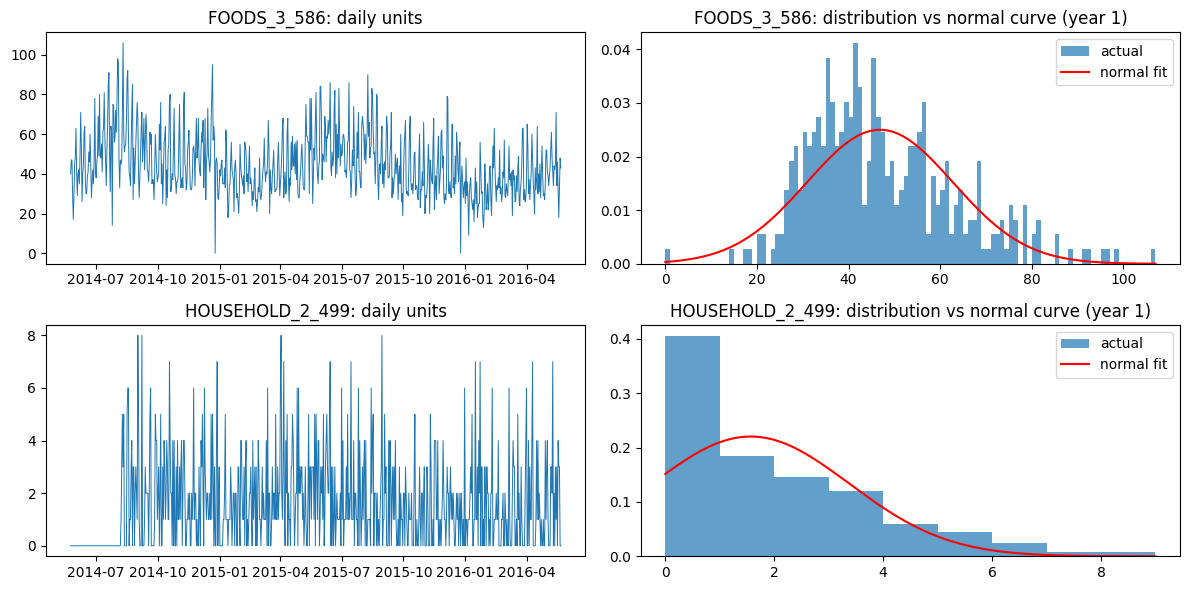 FOODS_3_586: daily units
100
80
60
40
20
0
2014-07 2014-10 2015-01 2015-04 2015-07 2015-10 2016-01 2016-04
FOODS_3_586: distribution vs normal curve (year 1)
actual
normal fit
0.04
0.03
0.02
0.01
0.00
0 20 40 60 80 100
HOUSEHOLD_2_499: daily units
8
6
4
2
0
2014-07 2014-10 2015-01 2015-04 2015-07 2015-10 2016-01 2016-04
HOUSEHOLD_2_499: distribution vs normal curve (year 1)
actual
normal fit
0.4
0.3
0.2
0.1
0.0
0 2 4 6 8